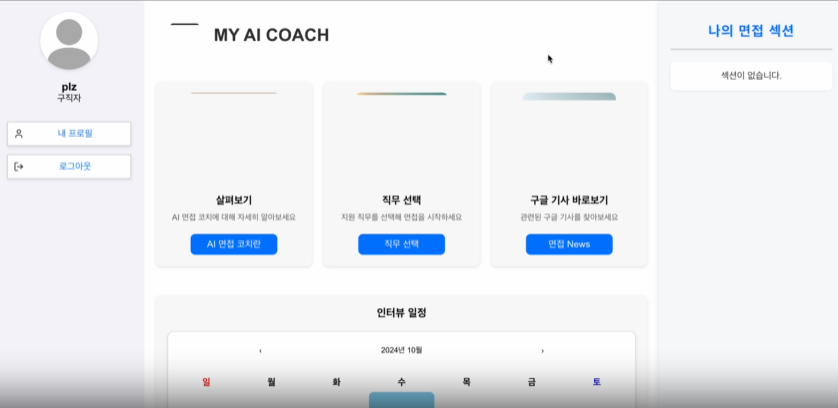 plz
구직자
내 프로필
로그아웃
MY AI COACH
살펴보기
AI 면접 코치에 대해 자세히 알아보세요
AI 면접 코치란
직무 선택
지원 직무를 선택해 면접을 시작하세요
직무 선택
구글 기사 바로보기
관련된 구글 기사를 찾아보세요
면접 News
인터뷰 일정
‹ 2024년 10월 ›
일 월 화 수 목 금 토
나의 면접 섹션
섹션이 없습니다.